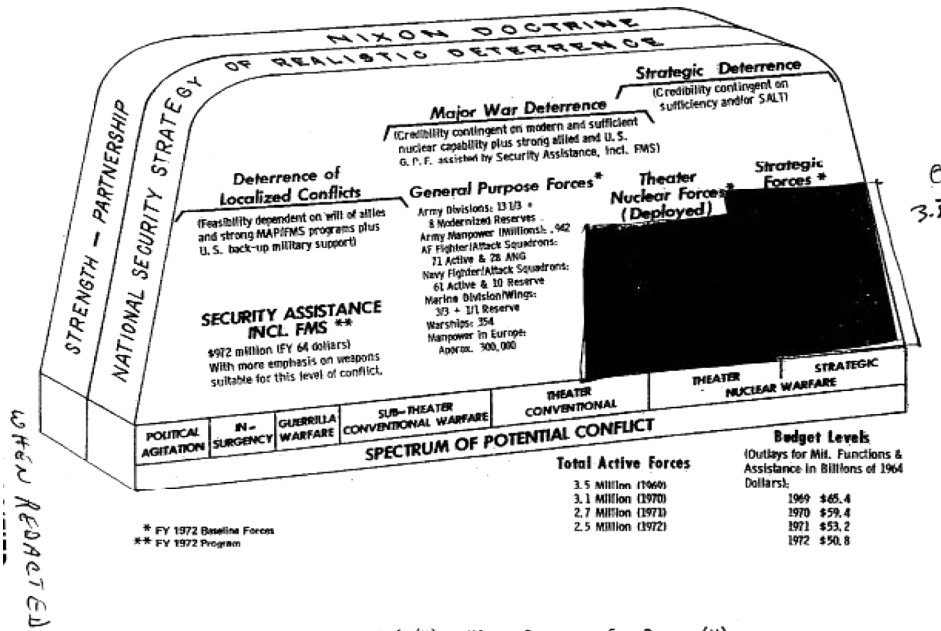 NIXON DOCTRINE
NATIONAL SECURITY STRATEGY OF REALISTIC DETERRENCE
STRENGTH — PARTNERSHIP
Strategic Deterrence
(Credibility contingent on
sufficiency and/or SALT)
Major War Deterrence
(Credibility contingent on modern and sufficient
nuclear capability plus strong allied and U.S.
G. P. F. assisted by Security Assistance, Incl. FMS)
Deterrence of
Localized Conflicts
(Feasibility dependent on will of allies
and strong MAP/FMS programs plus
U.S. back-up military support)
SECURITY ASSISTANCE
INCL. FMS **
$972 million (FY 64 dollars)
With more emphasis on weapons
suitable for this level of conflict.
General Purpose Forces*
Army Divisions: 13 1/3 +
8 Modernized Reserves
Army Manpower (Millions): .942
AF Fighter/Attack Squadrons:
71 Active & 28 ANG
Navy Fighter/Attack Squadrons:
61 Active & 10 Reserve
Marine Division/Wings:
3/3 + 1/1 Reserve
Warships: 354
Manpower in Europe:
Approx. 300,000
Theater
Nuclear Forces*
(Deployed)
Strategic
Forces *
POLITICAL
AGITATION
IN-
SURGENCY
GUERRILLA
WARFARE
SUB-THEATER
CONVENTIONAL WARFARE
THEATER
CONVENTIONAL
THEATER
STRATEGIC
NUCLEAR WARFARE
SPECTRUM OF POTENTIAL CONFLICT
Total Active Forces
3.5 Million (1969)
3.1 Million (1970)
2.7 Million (1971)
2.5 Million (1972)
Budget Levels
(Outlays for Mil. Functions &
Assistance in Billions of 1964
Dollars):
1969 $65.4
1970 $59.4
1971 $53.2
1972 $50.8
* FY 1972 Baseline Forces
** FY 1972 Program
WHEN REDACTED